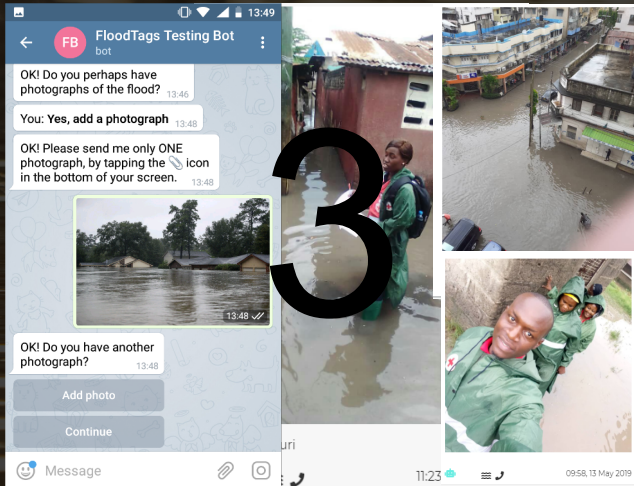 13:49
FB
FloodTags Testing Bot
bot
OK! Do you perhaps have
photographs of the flood?
13:46
You: Yes, add a photograph
13:48
OK! Please send me only ONE
photograph, by tapping the 📎 icon
in the bottom of your screen.
13:48
13:48
OK! Do you have another
photograph?
13:48
Add photo
Continue
Message
3
uri
11:23
09:58, 13 May 2019